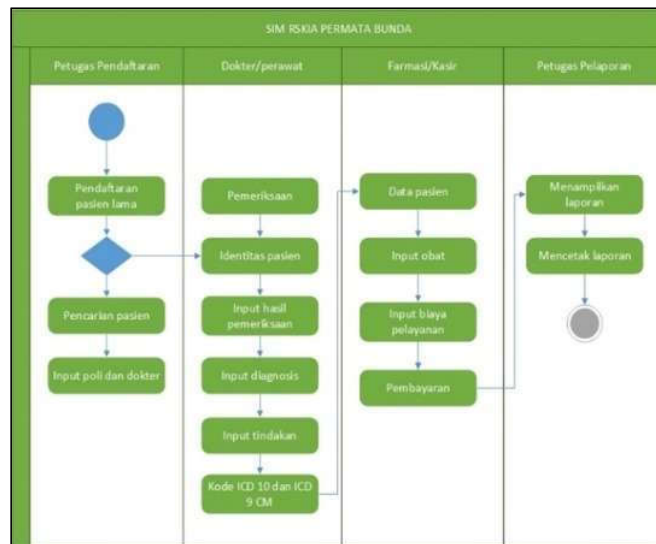 SIM RSKIA PERMATA BUNDA
Petugas Pendaftaran
Dokter/perawat
Farmasi/Kasir
Petugas Pelaporan
Pendaftaran
pasien lama
Pencarian pasien
Input poli dan dokter
Pemeriksaan
Identitas pasien
Input hasil
pemeriksaan
Input diagnosis
Input tindakan
Kode ICD 10 dan ICD
9 CM
Data pasien
Input obat
Input biaya
pelayanan
Pembayaran
Menampilkan
laporan
Mencetak laporan